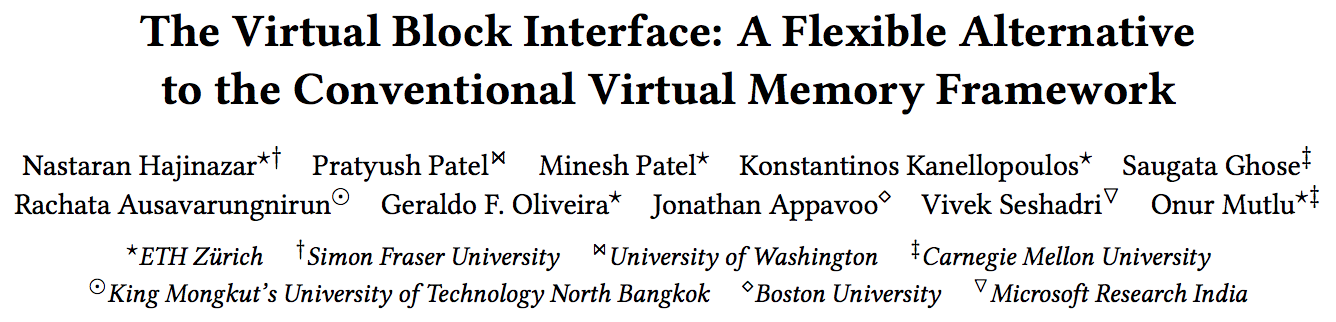 The Virtual Block Interface: A Flexible Alternative
to the Conventional Virtual Memory Framework
Nastaran Hajinazar⋆† Pratyush Patel⋈ Minesh Patel⋆ Konstantinos Kanellopoulos⋆ Saugata Ghose‡
Rachata Ausavarungnirun⊙ Geraldo F. Oliveira⋆ Jonathan Appavoo⋄ Vivek Seshadri▽ Onur Mutlu⋆‡
⋆ETH Zürich †Simon Fraser University ⋈University of Washington ‡Carnegie Mellon University
⊙King Mongkut's University of Technology North Bangkok ⋄Boston University ▽Microsoft Research India